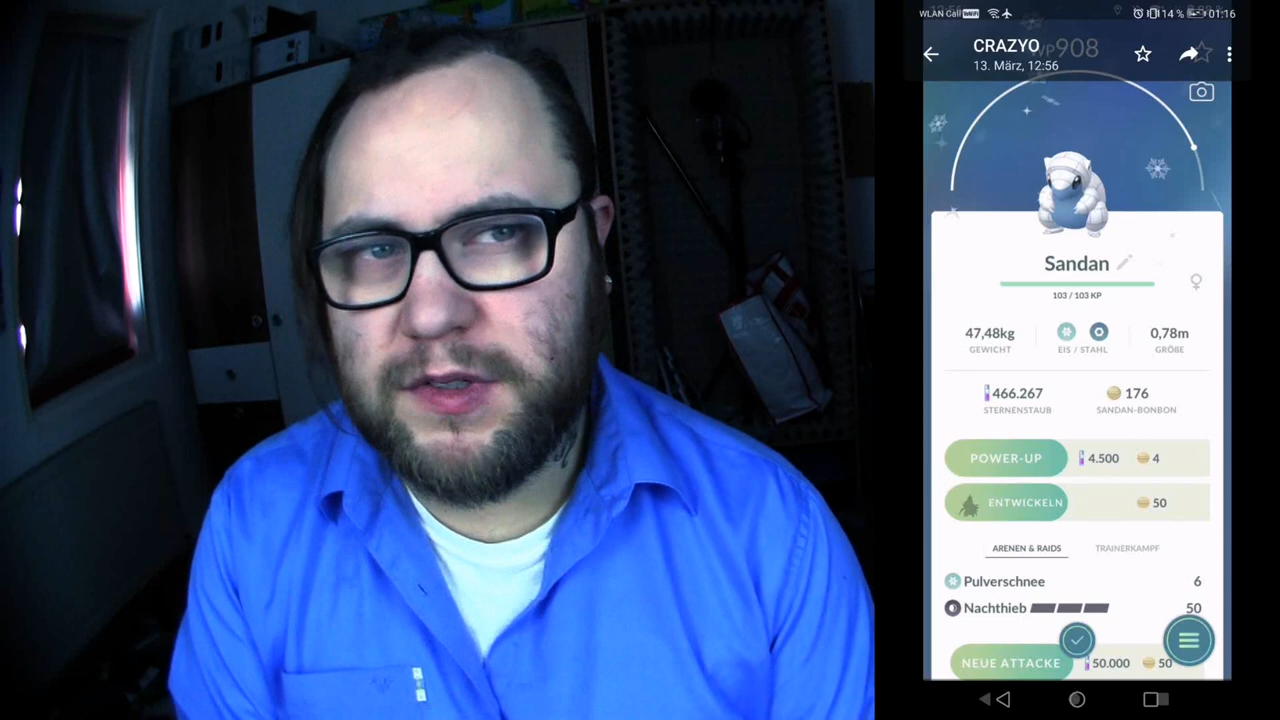 WLAN Call VoWiFi 14 % 01:16
CRAZYO
WP908
13. März, 12:56
Sandan
103 / 103 KP
47,48kg 0,78m
GEWICHT EIS / STAHL GRÖßE
466.267 176
STERNENSTAUB SANDAN-BONBON
POWER-UP 4.500 4
ENTWICKELN 50
ARENEN & RAIDS TRAINERKAMPF
Pulverschnee 6
Nachthieb 50
NEUE ATTACKE 50.000 50